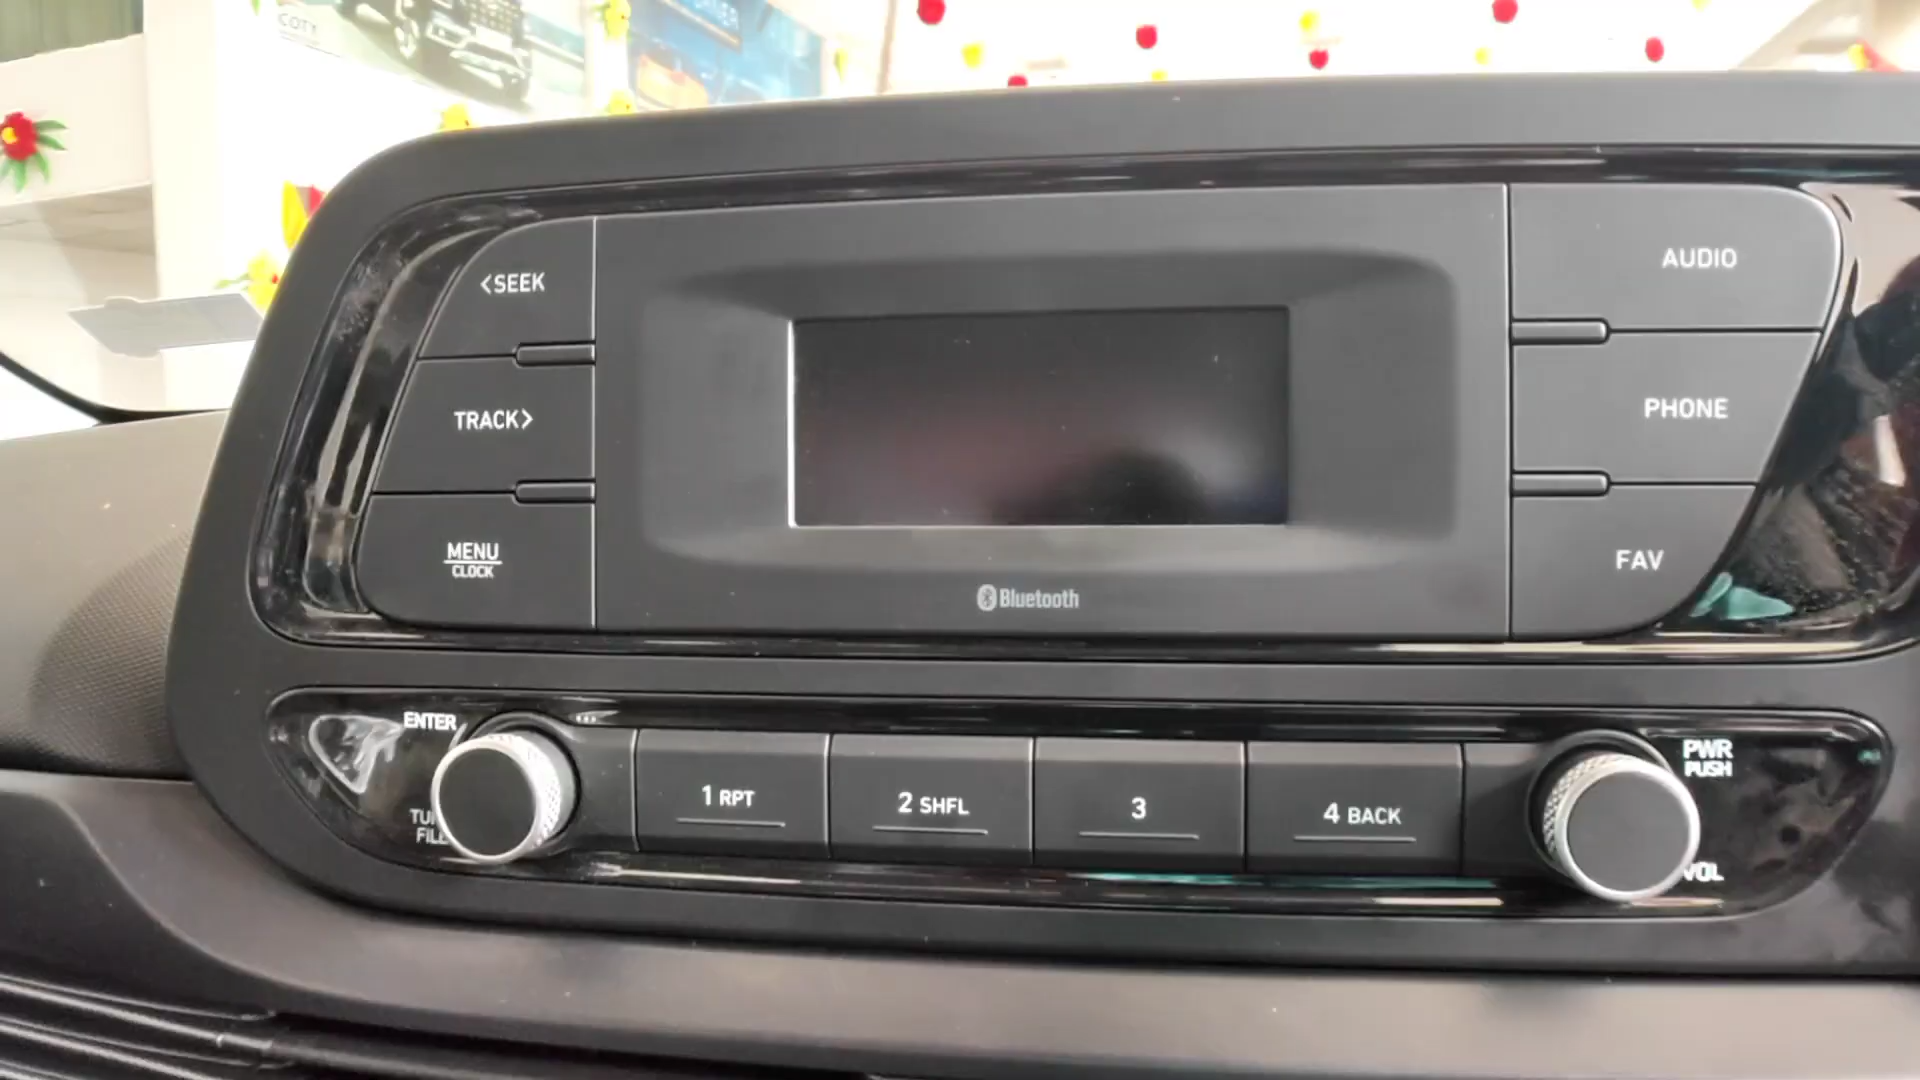 COTY
<SEEK
AUDIO
TRACK>
PHONE
MENU
CLOCK
FAV
Bluetooth
ENTER
PWR
PUSH
1 RPT
2 SHFL
3
4 BACK
VOL